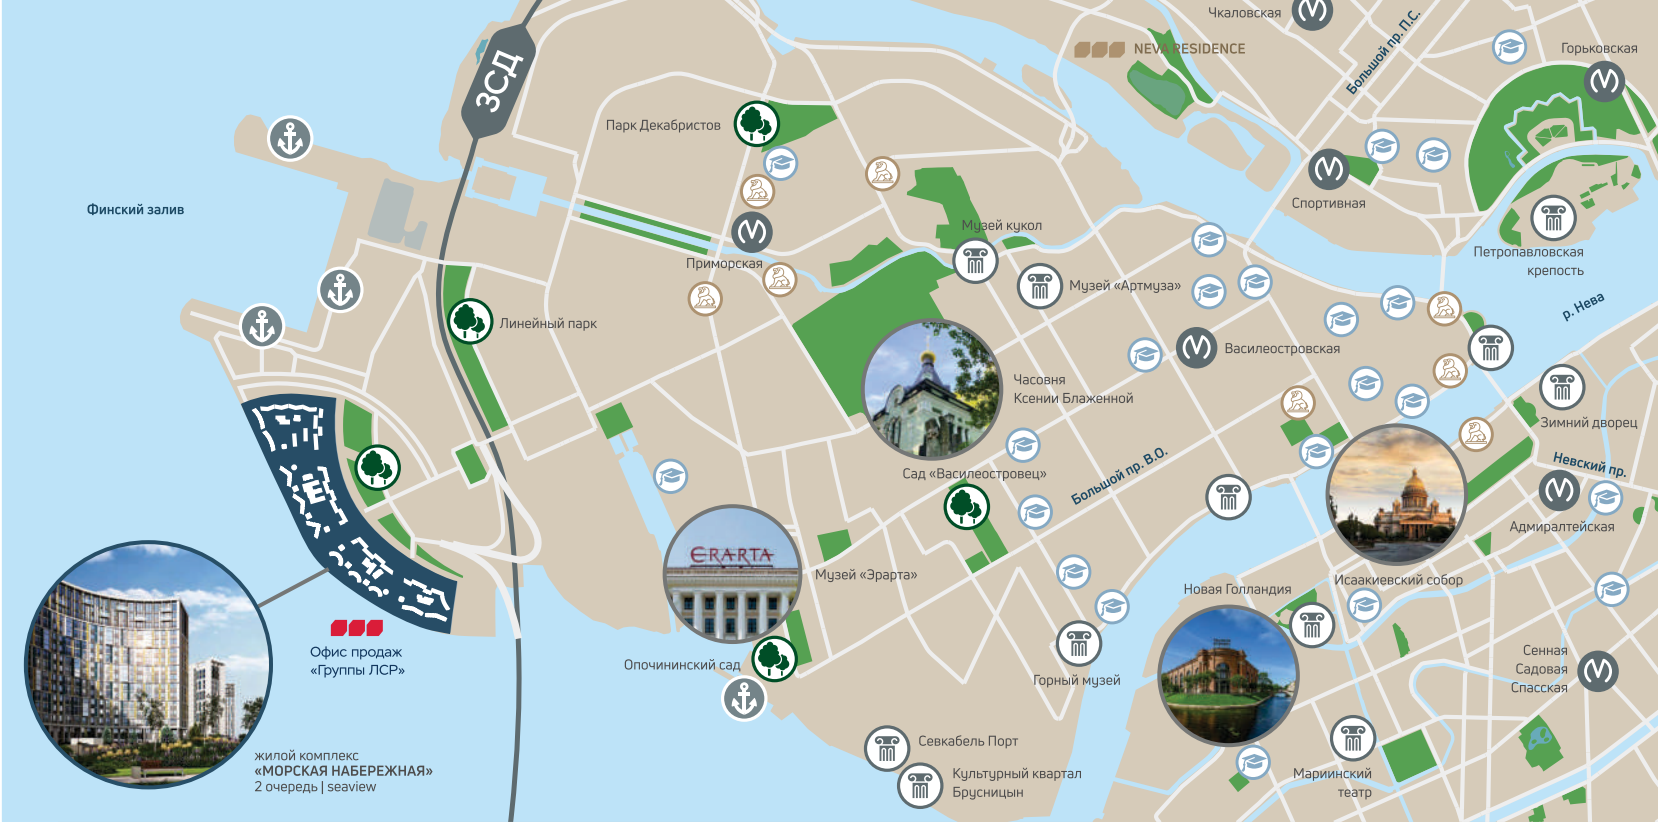 Чкаловская
Большой пр. П.С.
NEVA RESIDENCE
Горьковская
ЗСД
Парк Декабристов
Финский залив
Спортивная
Музей кукол
Петропавловская
крепость
Приморская
Музей «Артмуза»
р. Нева
Линейный парк
Василеостровская
Часовня
Ксении Блаженной
Зимний дворец
Невский пр.
Сад «Василеостровец»
Большой пр. В.О.
Адмиралтейская
ERARTA
Музей «Эрарта»
Исаакиевский собор
Новая Голландия
Офис продаж
«Группы ЛСР»
Опочининский сад
Горный музей
Сенная
Садовая
Спасская
Севкабель Порт
жилой комплекс
«МОРСКАЯ НАБЕРЕЖНАЯ»
2 очередь | seaview
Культурный квартал
Брусницын
Мариинский
театр